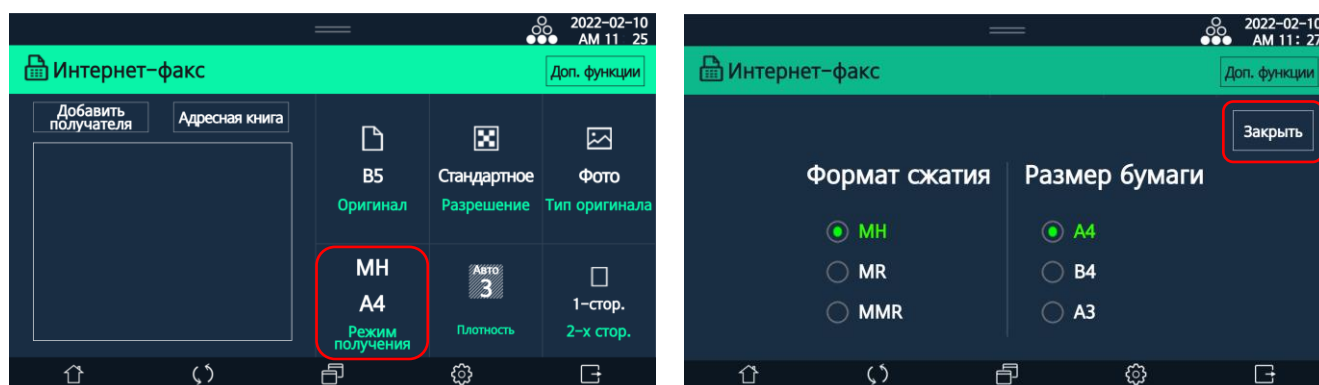 2022-02-10
AM 11 25
Интернет-факс
Доп. функции
Добавить
получателя
Адресная книга
B5
Оригинал
Стандартное
Разрешение
Фото
Тип оригинала
MH
A4
Режим
получения
Авто
3
Плотность
1-стор.
2-х стор.
2022-02-10
AM 11:27
Интернет-факс
Доп. функции
Закрыть
Формат сжатия
Размер бумаги
MH
A4
MR
B4
MMR
A3